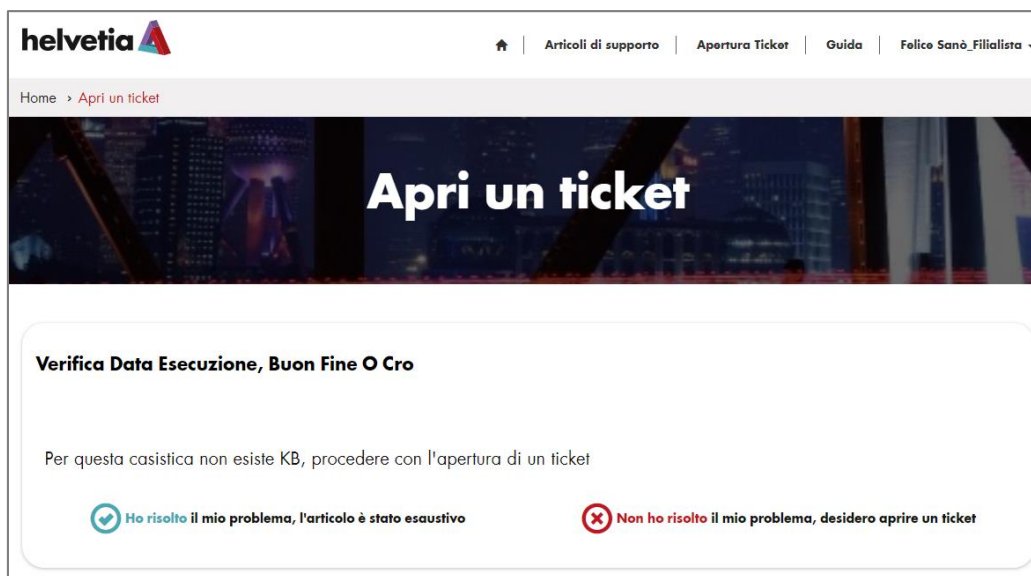 helvetia
Articoli di supporto | Apertura Ticket | Guida | Felice Sanò_Filialista
Home › Apri un ticket
Apri un ticket
Verifica Data Esecuzione, Buon Fine O Cro
Per questa casistica non esiste KB, procedere con l'apertura di un ticket
Ho risolto il mio problema, l'articolo è stato esaustivo
Non ho risolto il mio problema, desidero aprire un ticket